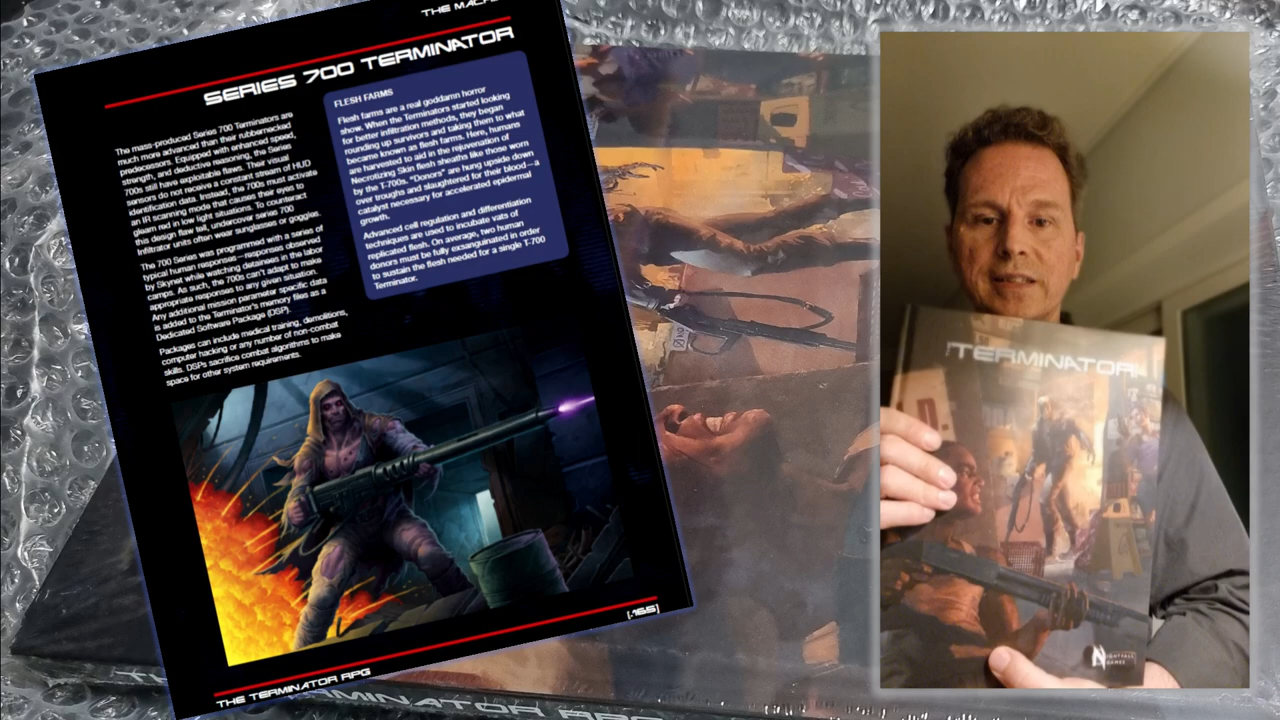 THE MACHI
SERIES 700 TERMINATOR
The mass-produced Series 700 Terminators are
much more advanced than their rubbernecked
predecessors. Equipped with enhanced speed,
strength, and deductive reasoning, the Series
700s still have exploitable flaws. Their visual
sensors do not receive a constant stream of HUD
identification data. Instead, the 700s must activate
an IR scanning mode that causes their eyes to
gleam red in low light situations. To counteract
this design flaw tell, undercover series 700
Infiltrator units often wear sunglasses or goggles.
The 700 Series was programmed with a series of
typical human responses—responses observed
by Skynet while watching detainees in the labor
camps. As such, the 700s can't adapt to make
appropriate responses to any given situation.
Any additional mission parameter specific data
is added to the Terminator's memory files as a
Dedicated Software Package (DSP).
Packages can include medical training, demolitions,
computer hacking or any number of non-combat
skills. DSPs sacrifice combat algorithms to make
space for other system requirements.
FLESH FARMS
Flesh farms are a real goddamn horror
show. When the Terminators started looking
for better infiltration methods, they began
rounding up survivors and taking them to what
became known as flesh farms. Here, humans
are harvested to aid in the rejuvenation of
Necrotizing Skin flesh sheaths like those worn
by the T-700s. "Donors" are hung upside down
over troughs and slaughtered for their blood—a
catalyst necessary for accelerated epidermal
growth.
Advanced cell regulation and differentiation
techniques are used to incubate vats of
replicated flesh. On average, two human
donors must be fully exsanguinated in order
to sustain the flesh needed for a single T-700
Terminator.
[165]
THE TERMINATOR RPG
TERMINATOR RPG
TERMINATOR
NIGHTFALL
GAMES